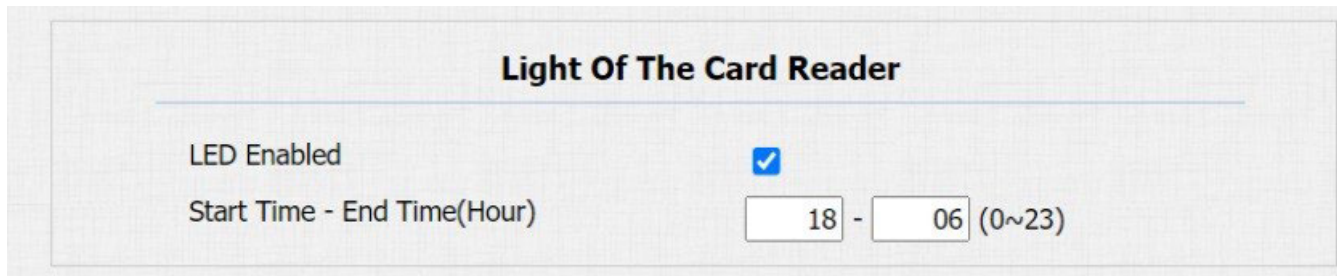 Light Of The Card Reader
LED Enabled
Start Time - End Time(Hour) 18 - 06 (0~23)